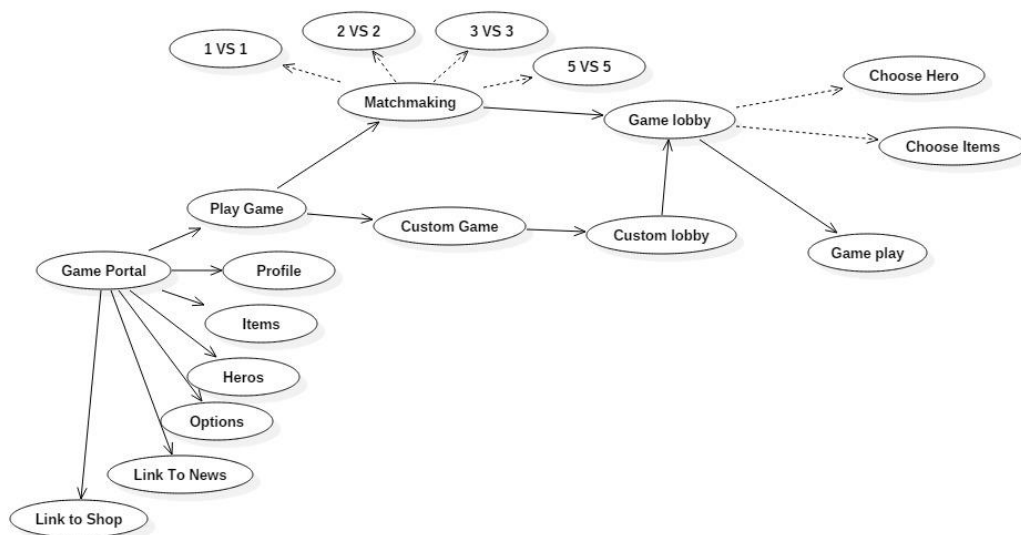 2 VS 2
3 VS 3
1 VS 1
5 VS 5
Choose Hero
Matchmaking
Game lobby
Choose Items
Play Game
Custom Game
Custom lobby
Game play
Game Portal
Profile
Items
Heros
Options
Link To News
Link to Shop